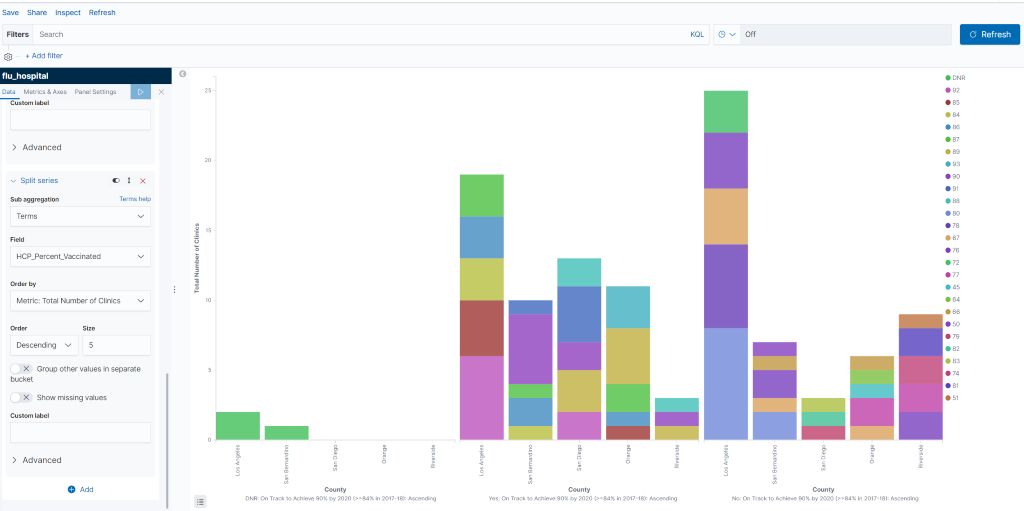 Save Share Inspect Refresh
Filters Search KQL Off Refresh
+ Add filter
flu_hospital
Data Metrics & Axes Panel Settings
Custom label
Advanced
Split series
Sub aggregation Terms help
Terms
Field
HCP_Percent_Vaccinated
Order by
Metric: Total Number of Clinics
Order Size
Descending 5
Group other values in separate
bucket
Show missing values
Custom label
Advanced
Add
Total Number of Clinics
25
20
15
10
5
0
Los Angeles
San Bernardino
San Diego
Orange
Riverside
Los Angeles
San Bernardino
San Diego
Orange
Riverside
Los Angeles
San Bernardino
San Diego
Orange
Riverside
County County County
DNR: On Track to Achieve 90% by 2020 (>=84% in 2017-18): Ascending
Yes: On Track to Achieve 90% by 2020 (>=84% in 2017-18): Ascending
No: On Track to Achieve 90% by 2020 (>=84% in 2017-18): Ascending
DNR
92
85
84
86
87
89
93
90
91
88
80
78
67
76
72
77
45
64
66
50
79
82
83
74
81
51